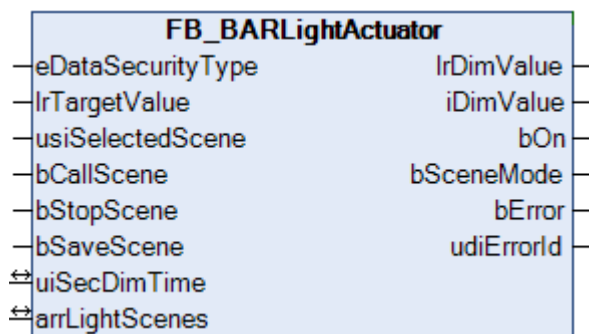 FB_BARLightActuator
eDataSecurityType lrDimValue
lrTargetValue iDimValue
usiSelectedScene bOn
bCallScene bSceneMode
bStopScene bError
bSaveScene udiErrorId
uiSecDimTime
arrLightScenes